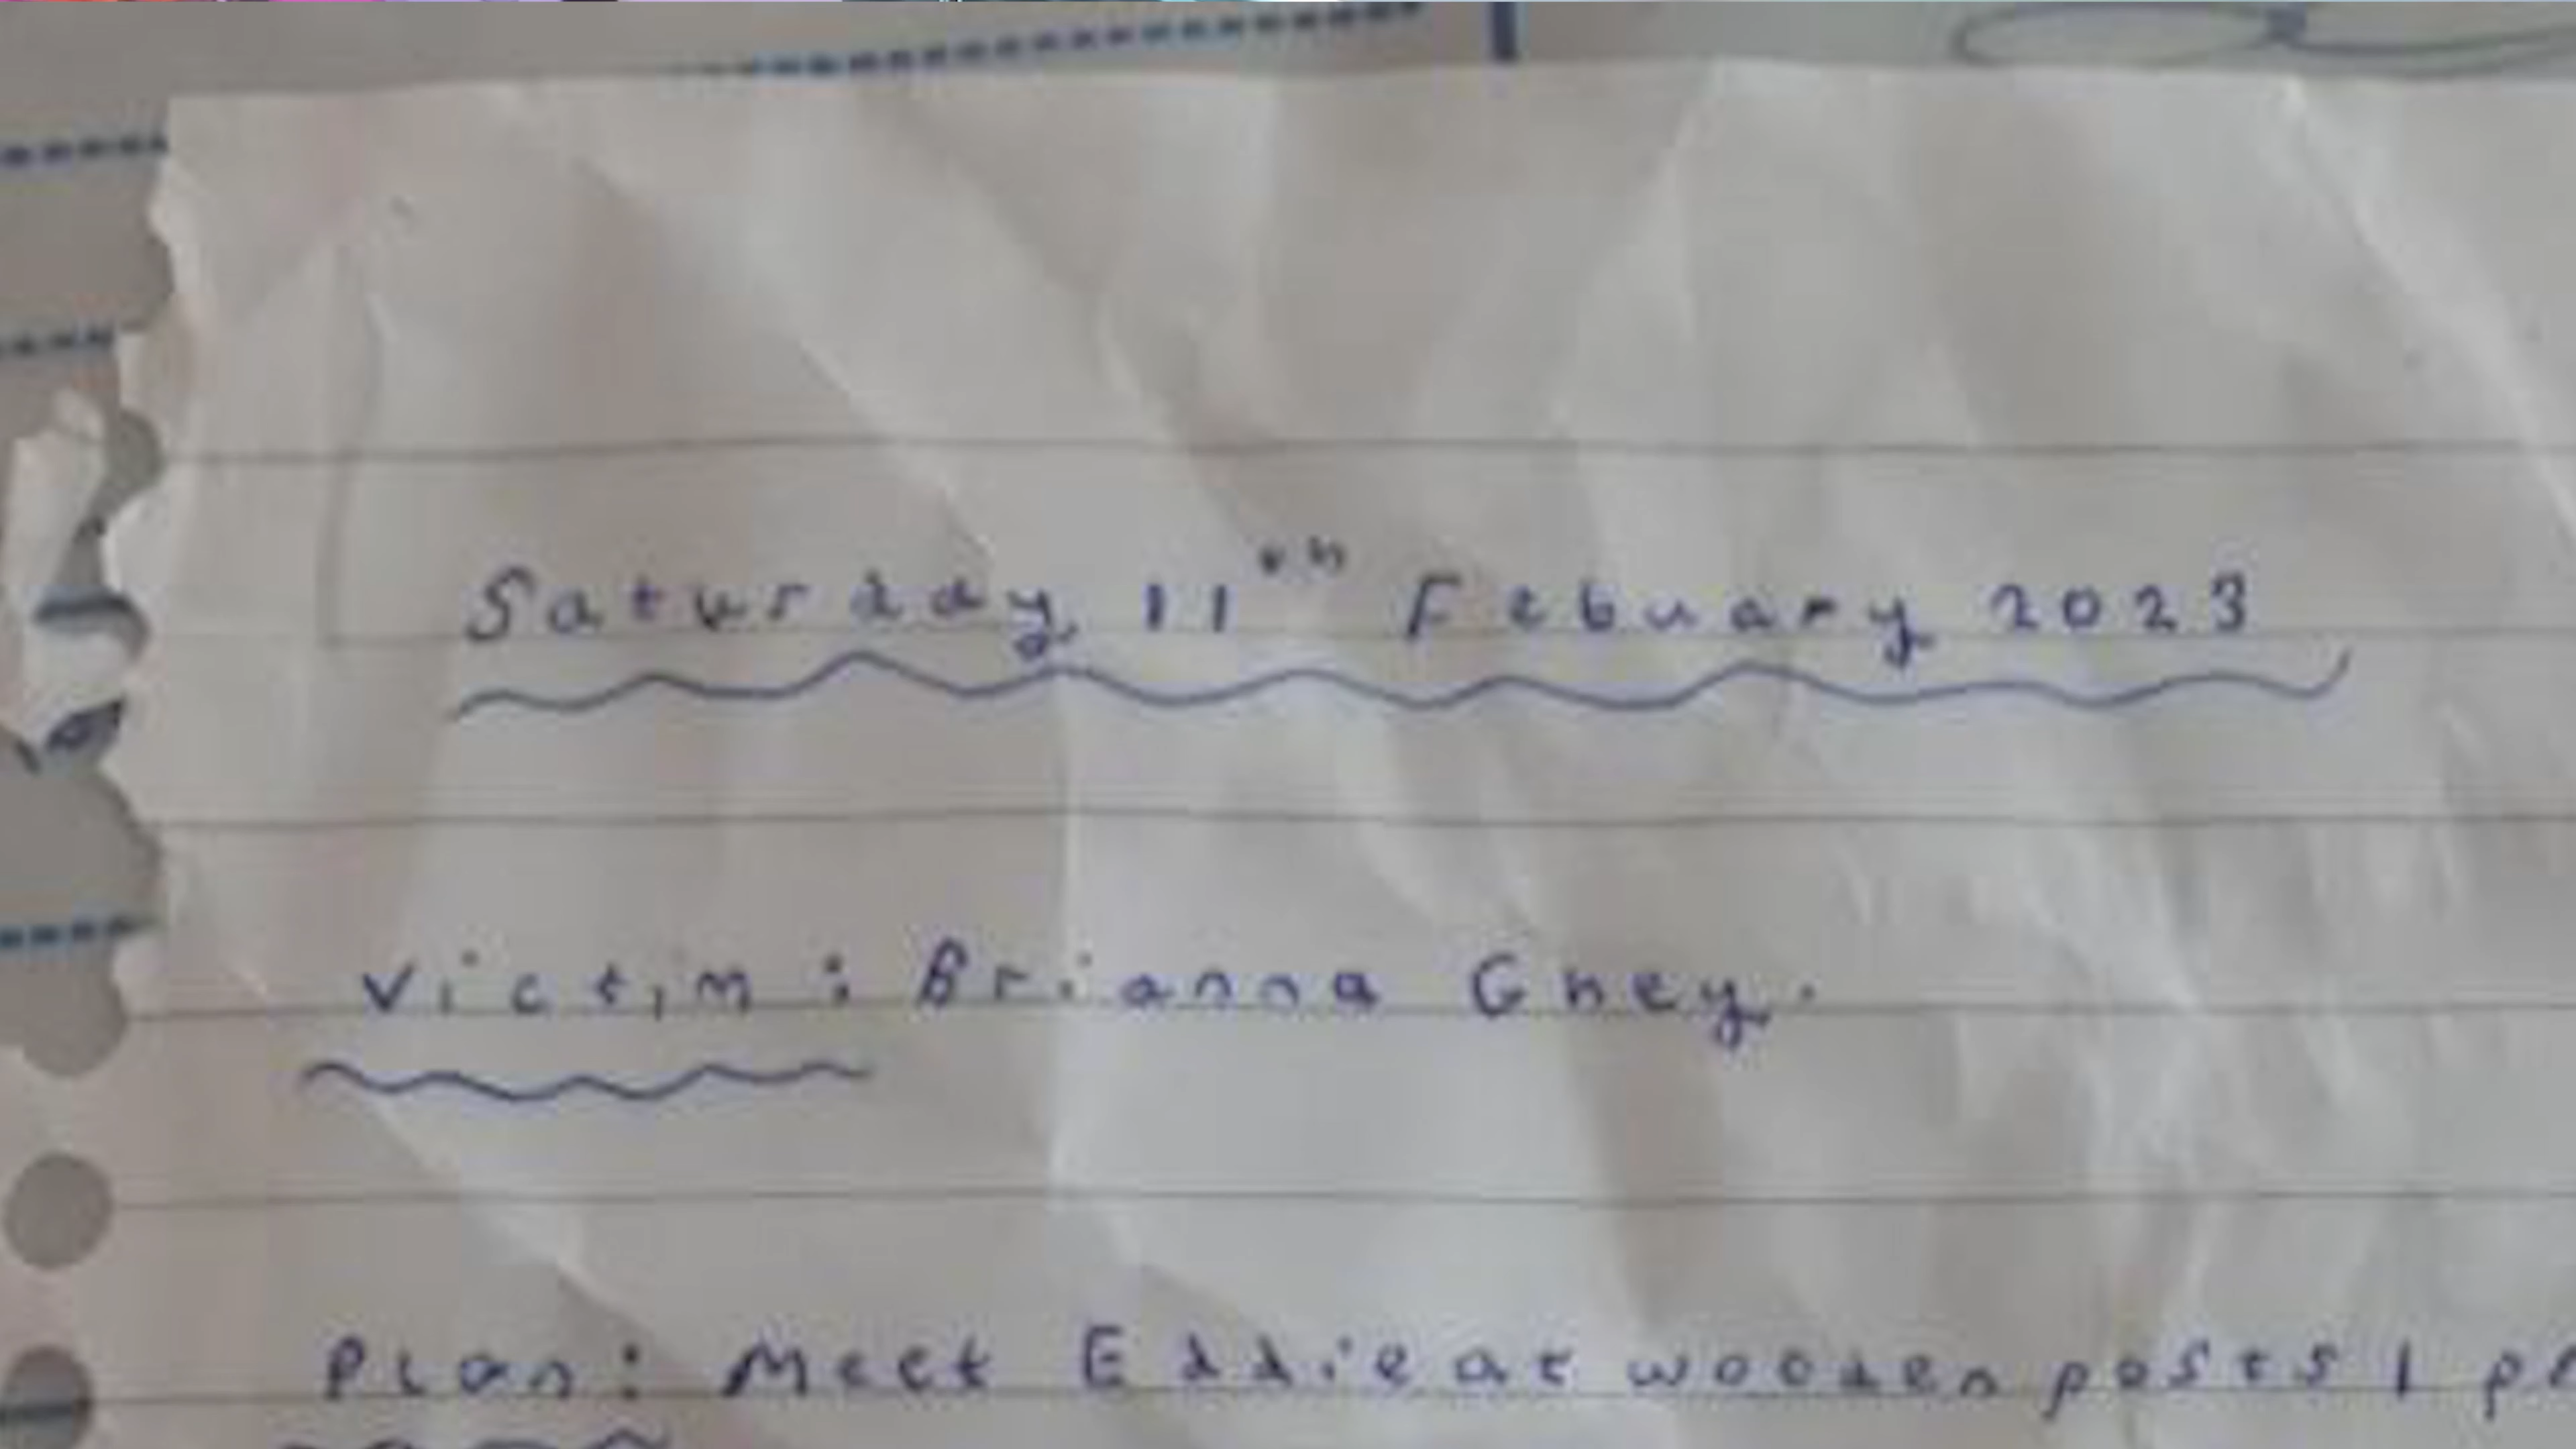 Saturday 11th Febuary 2023
Victim: Brianna Ghey.
Plan: Meet Eddie at wooden posts 1